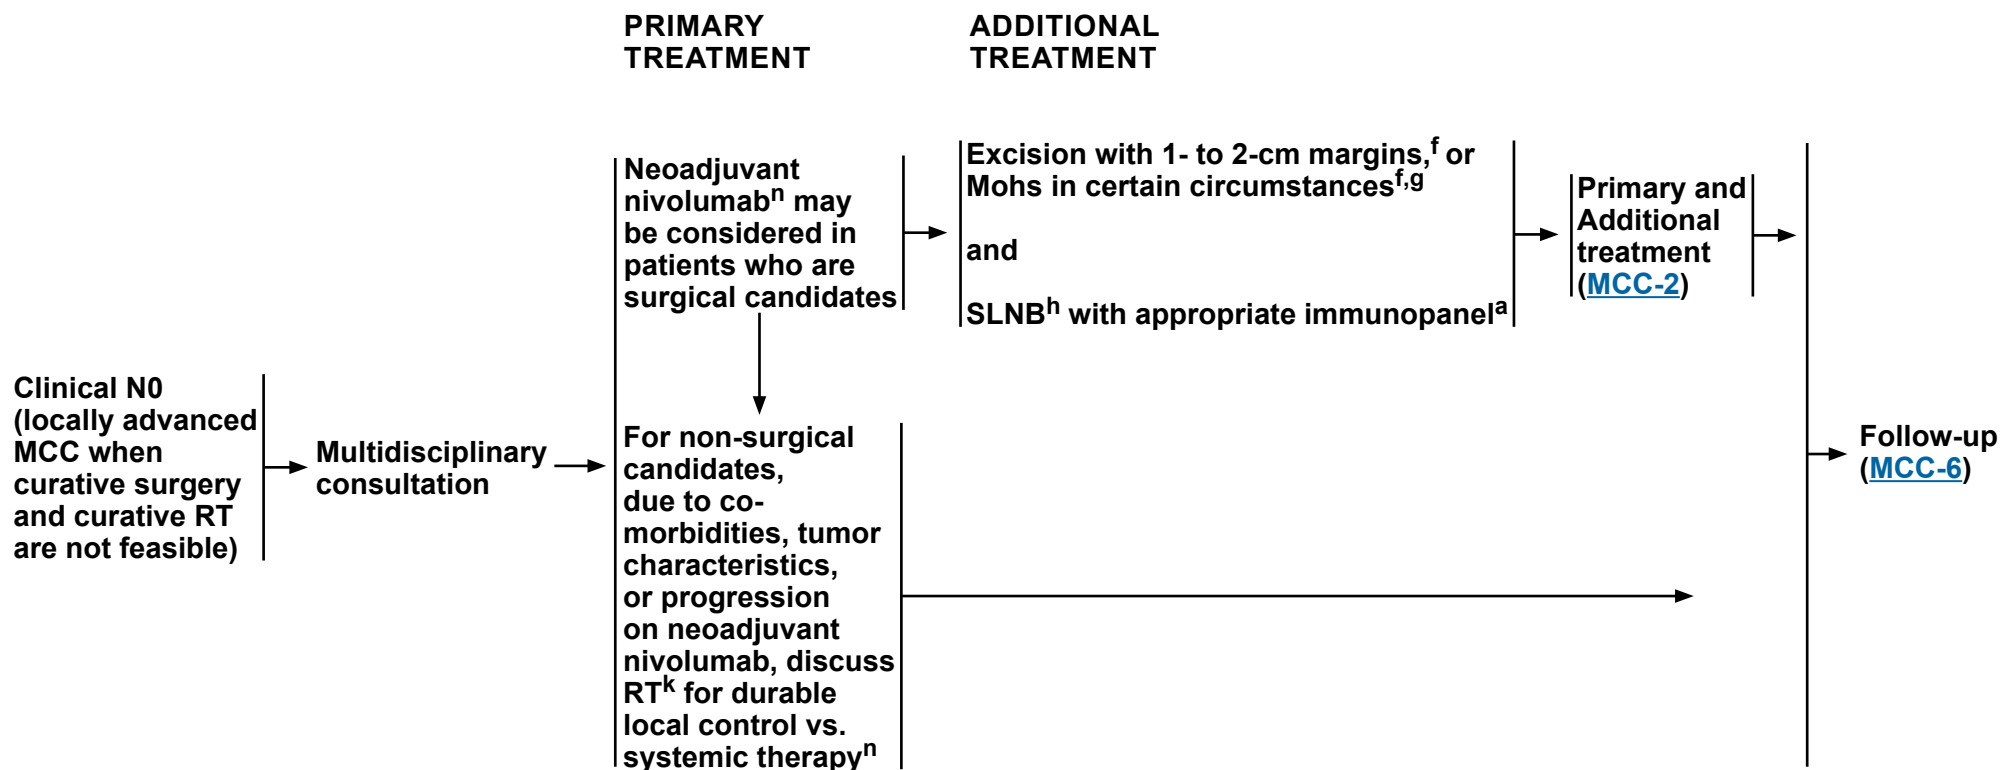 PRIMARY
TREATMENT
ADDITIONAL
TREATMENT
Clinical N0
(locally advanced
MCC when
curative surgery
and curative RT
are not feasible)
Multidisciplinary
consultation
Neoadjuvant
nivolumabⁿ may
be considered in
patients who are
surgical candidates
For non-surgical
candidates,
due to co-
morbidities, tumor
characteristics,
or progression
on neoadjuvant
nivolumab, discuss
RTᵏ for durable
local control vs.
systemic therapyⁿ
Excision with 1- to 2-cm margins,ᶠ or
Mohs in certain circumstancesᶠ,ᵍ
and
SLNBʰ with appropriate immunopanelᵃ
Primary and
Additional
treatment
(MCC-2)
Follow-up
(MCC-6)